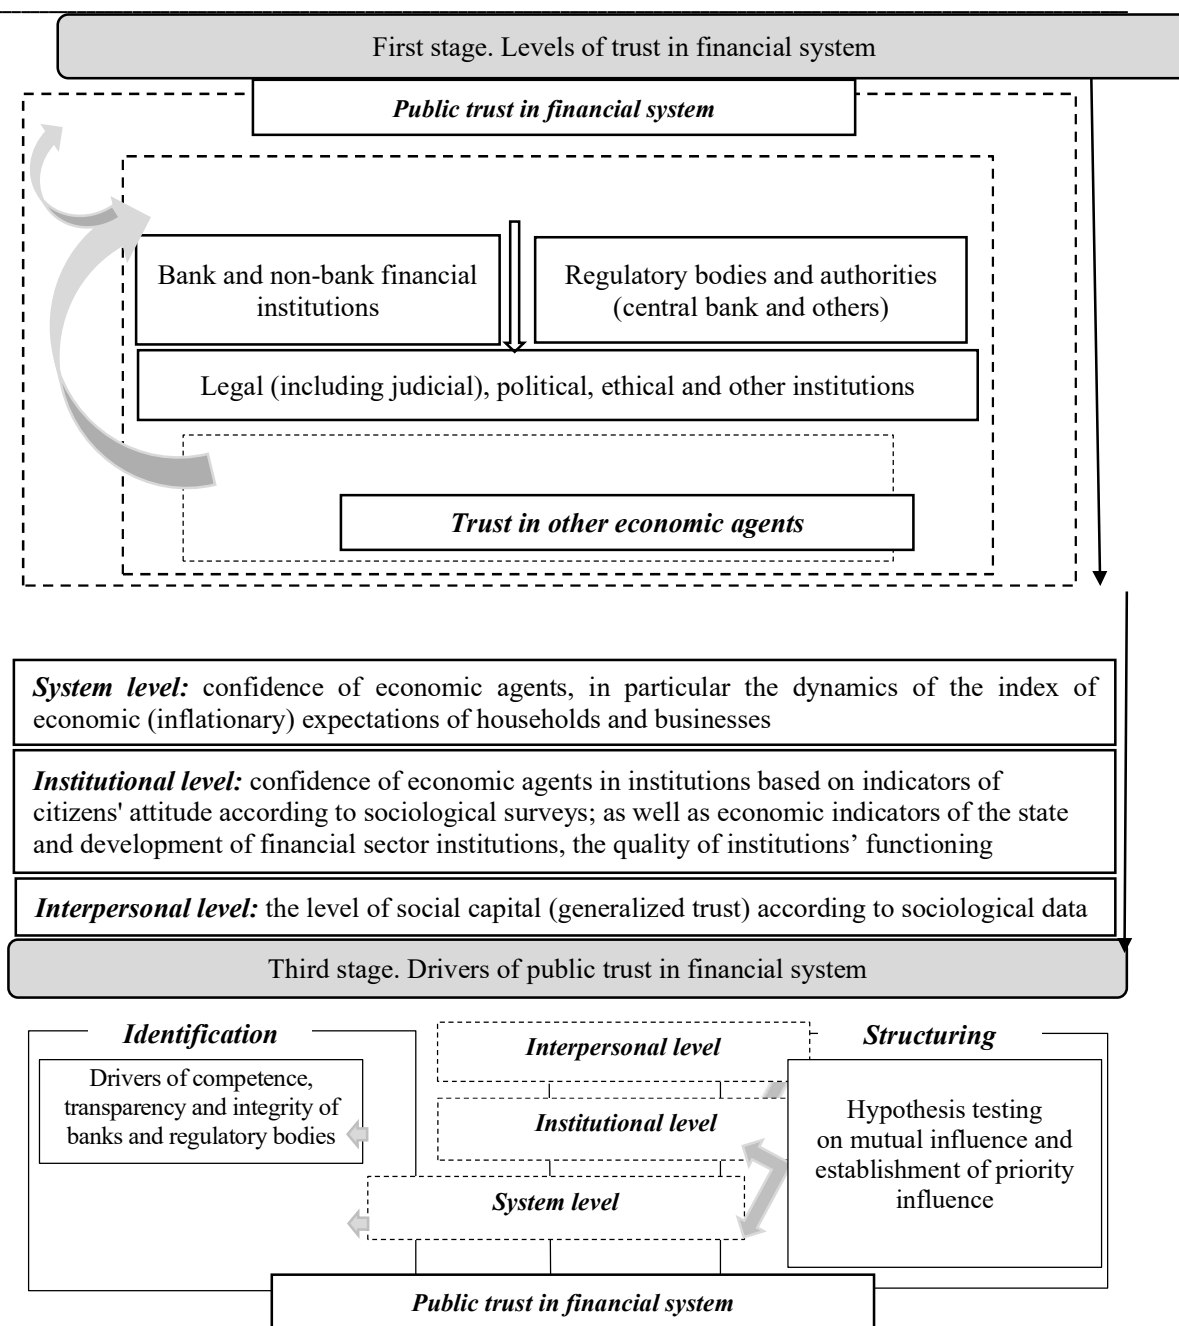 First stage. Levels of trust in financial system
Public trust in financial system
Bank and non-bank financial
institutions
Regulatory bodies and authorities
(central bank and others)
Legal (including judicial), political, ethical and other institutions
Trust in other economic agents
System level: confidence of economic agents, in particular the dynamics of the index of
economic (inflationary) expectations of households and businesses
Institutional level: confidence of economic agents in institutions based on indicators of
citizens' attitude according to sociological surveys; as well as economic indicators of the state
and development of financial sector institutions, the quality of institutions’ functioning
Interpersonal level: the level of social capital (generalized trust) according to sociological data
Third stage. Drivers of public trust in financial system
Identification
Drivers of competence,
transparency and integrity of
banks and regulatory bodies
Interpersonal level
Institutional level
System level
Structuring
Hypothesis testing
on mutual influence and
establishment of priority
influence
Public trust in financial system